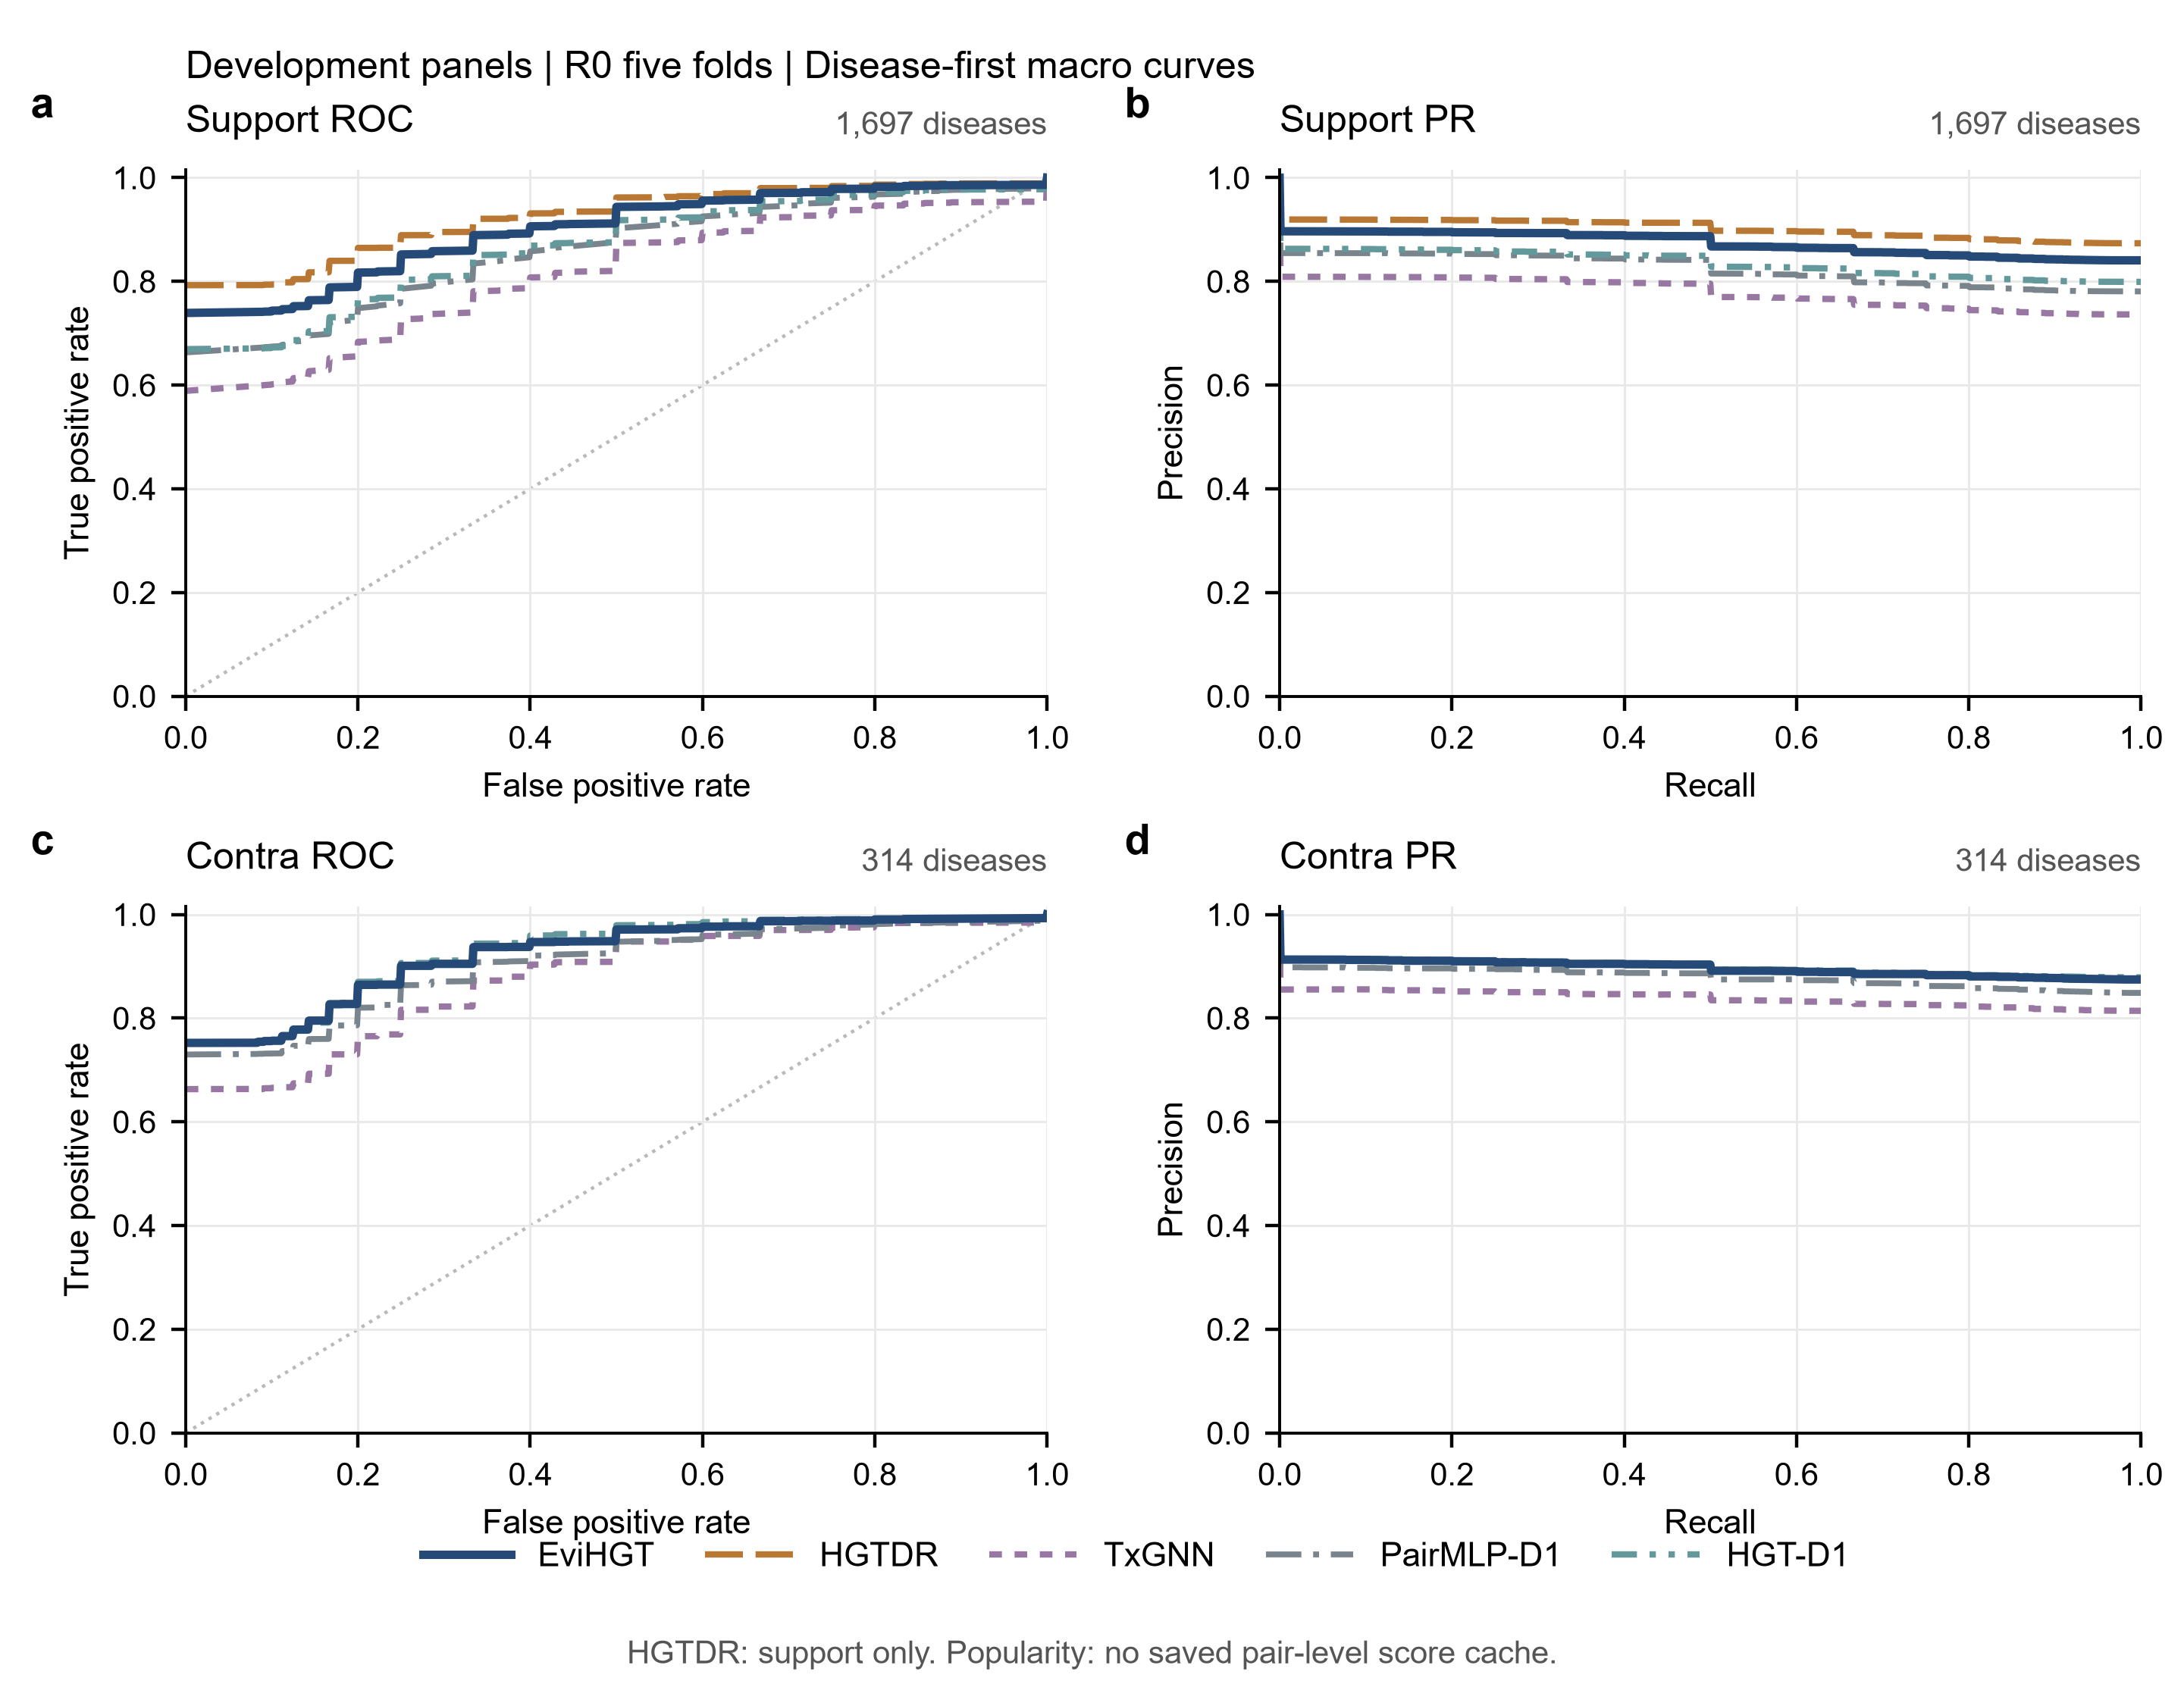 Development panels | R0 five folds | Disease-first macro curves
a
Support ROC
1,697 diseases
1.0
0.8
0.6
0.4
0.2
0.0
True positive rate
0.0 0.2 0.4 0.6 0.8 1.0
False positive rate
b
Support PR
1,697 diseases
1.0
0.8
0.6
0.4
0.2
0.0
Precision
0.0 0.2 0.4 0.6 0.8 1.0
Recall
c
Contra ROC
314 diseases
1.0
0.8
0.6
0.4
0.2
0.0
True positive rate
0.0 0.2 0.4 0.6 0.8 1.0
False positive rate
d
Contra PR
314 diseases
1.0
0.8
0.6
0.4
0.2
0.0
Precision
0.0 0.2 0.4 0.6 0.8 1.0
Recall
EviHGT HGTDR TxGNN PairMLP-D1 HGT-D1
HGTDR: support only. Popularity: no saved pair-level score cache.